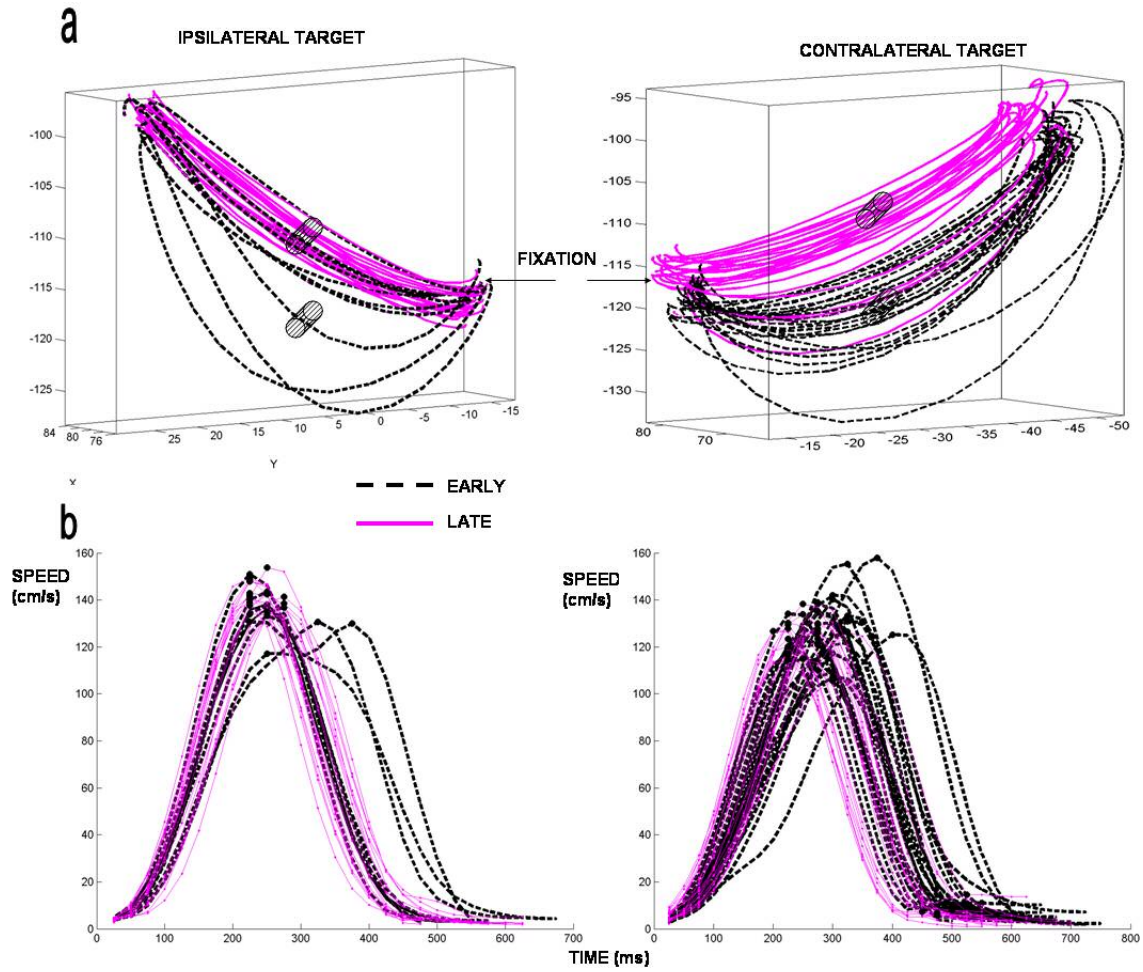 a
IPSILATERAL TARGET
CONTRALATERAL TARGET
-100
-105
-110
-115
-120
-125
84 80 76
25 20 15 10 5 0 -5 -10 -15
X
Y
FIXATION
-95
-100
-105
-110
-115
-120
-125
-130
80 70
-15 -20 -25 -30 -35 -40 -45 -50
EARLY
LATE
b
SPEED
(cm/s)
160
140
120
100
80
60
40
20
0
0 100 200 300 400 500 600 700
SPEED
(cm/s)
160
140
120
100
80
60
40
20
0
0 100 200 300 400 500 600 700 800
TIME (ms)